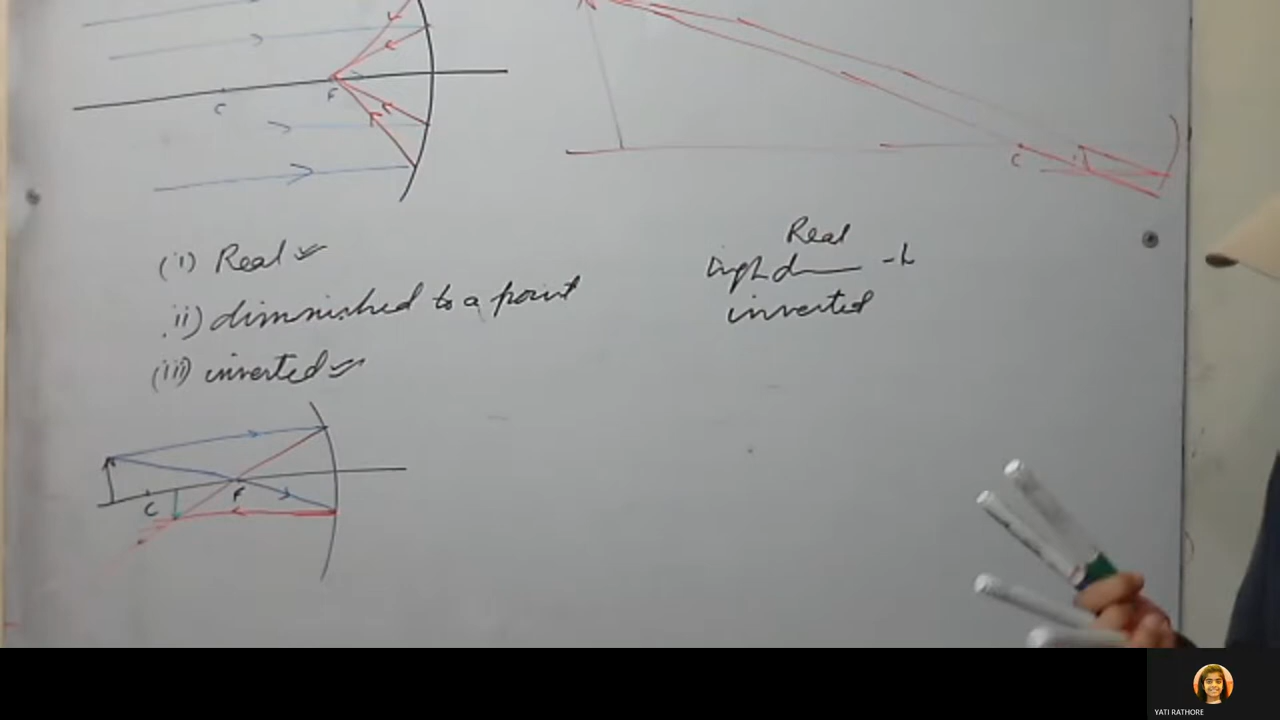 C
F
C
(i) Real
ii) diminished to a point
(iii) inverted
Real
inverted
C
F
YATI RATHORE